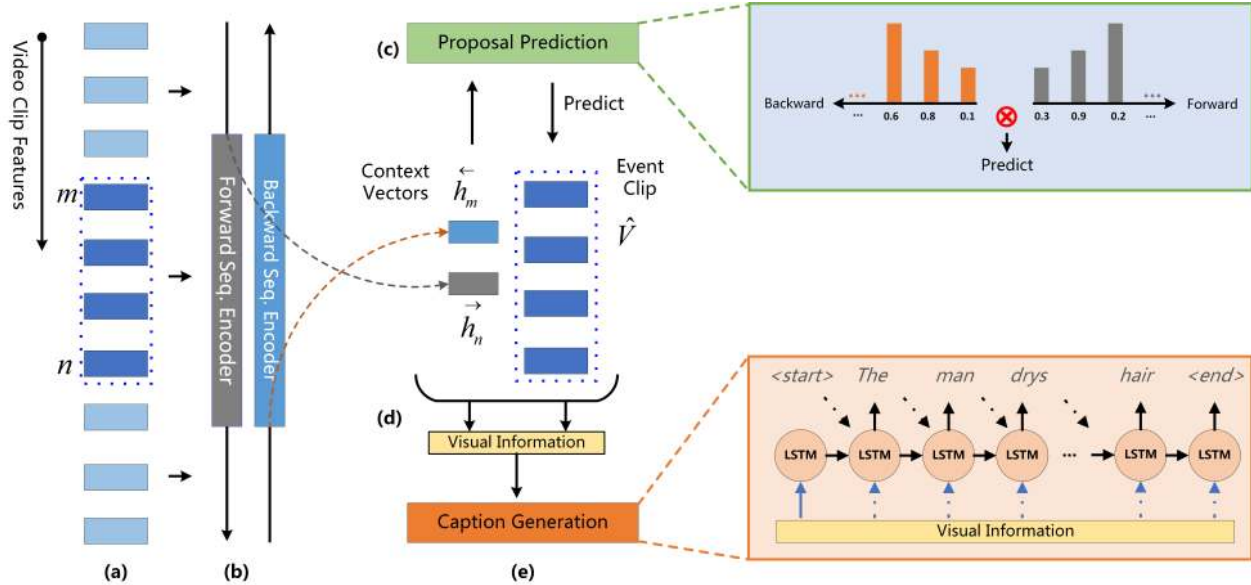 Video Clip Features
m
n
(a)
Forward Seq. Encoder
Backward Seq. Encoder
(b)
(c)
Proposal Prediction
Predict
Context
Vectors
←
h_m
→
h_n
Event
Clip
V̂
(d)
Visual Information
Caption Generation
(e)
Backward
...
...
0.6
0.8
0.1
0.3
0.9
0.2
...
...
Forward
Predict
<start>
The
man
drys
hair
<end>
LSTM
LSTM
LSTM
LSTM
...
LSTM
LSTM
Visual Information